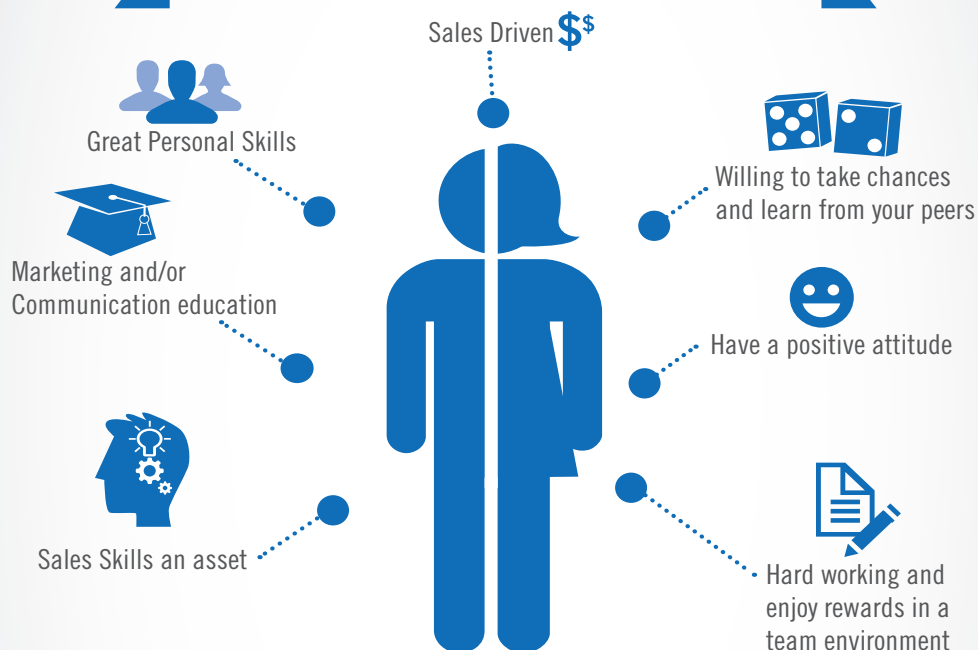 Sales Driven $$
Great Personal Skills
Willing to take chances
and learn from your peers
Marketing and/or
Communication education
Have a positive attitude
Sales Skills an asset
Hard working and
enjoy rewards in a
team environment